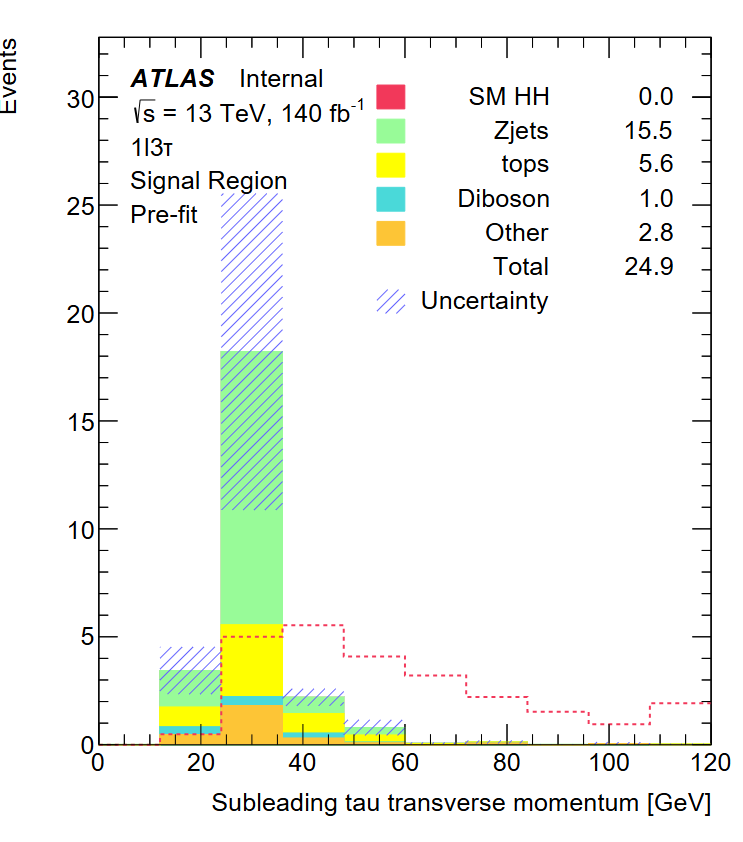 Events
ATLAS Internal
√s = 13 TeV, 140 fb⁻¹
1l3τ
Signal Region
Pre-fit
SM HH 0.0
Zjets 15.5
tops 5.6
Diboson 1.0
Other 2.8
Total 24.9
Uncertainty
30
25
20
15
10
5
0
0 20 40 60 80 100 120
Subleading tau transverse momentum [GeV]